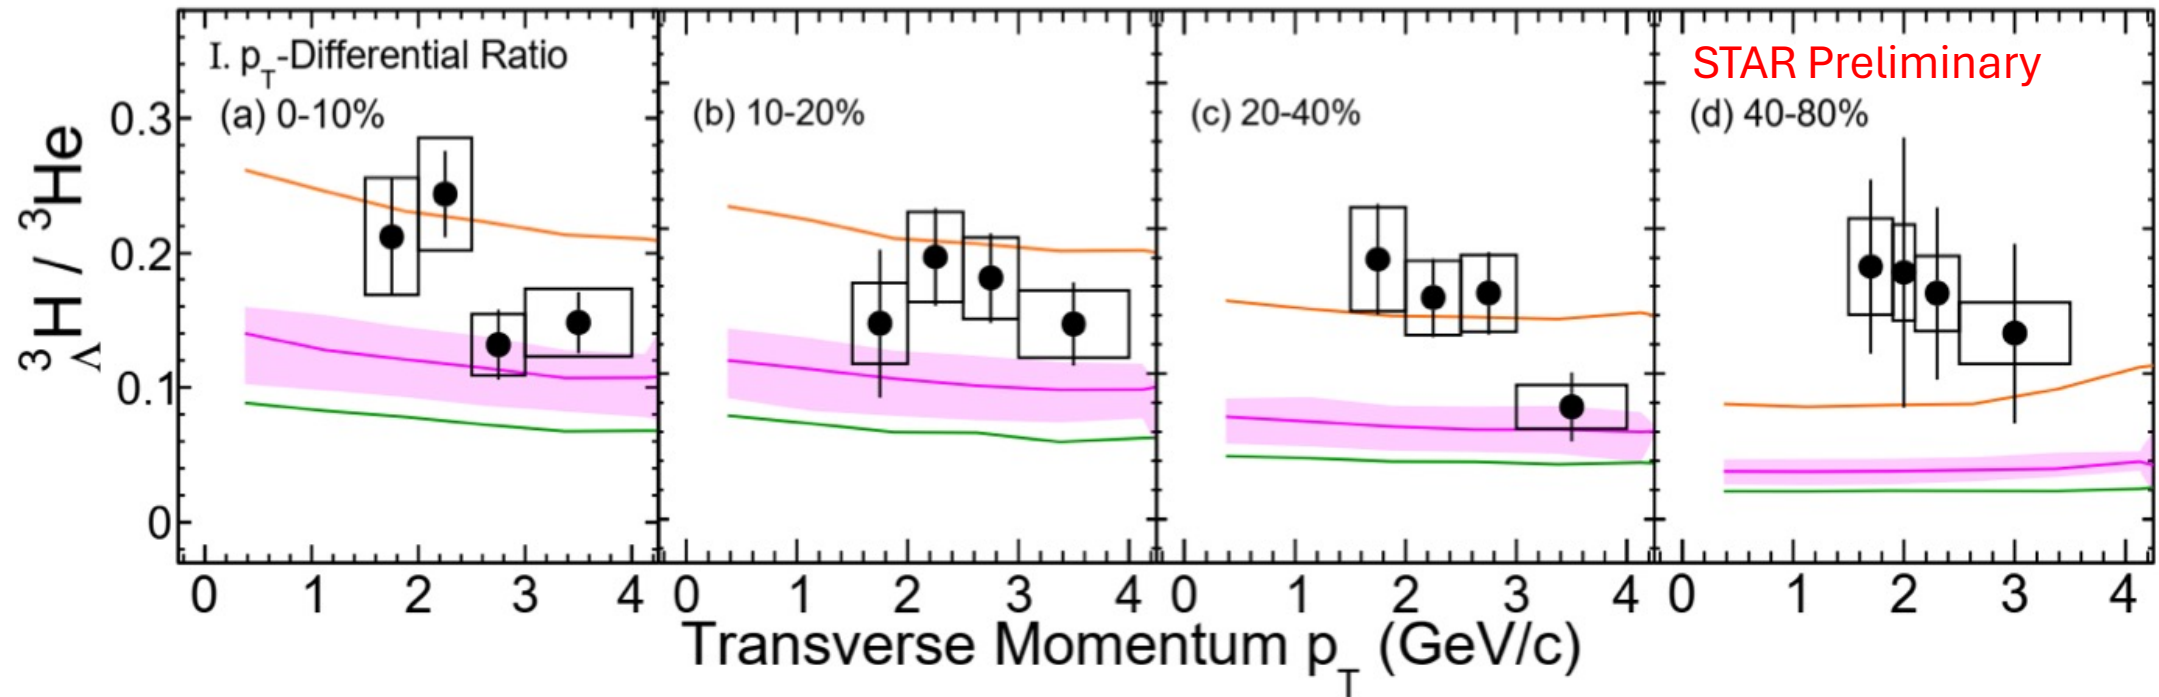 I. pT-Differential Ratio
STAR Preliminary
(a) 0-10%
(b) 10-20%
(c) 20-40%
(d) 40-80%
3ΛH / 3He
0.3
0.2
0.1
0
0 1 2 3 4
0 1 2 3 4
0 1 2 3 4
0 1 2 3 4
Transverse Momentum pT (GeV/c)